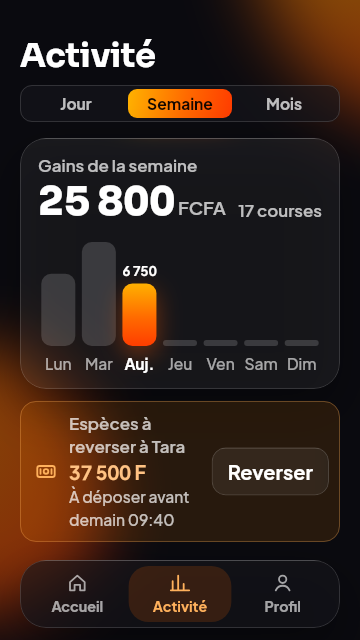 Activité
Jour Semaine Mois
Gains de la semaine
25 800 FCFA 17 courses
6 750
Lun Mar Auj. Jeu Ven Sam Dim
Espèces à
reverser à Tara
37 500 F
À déposer avant
demain 09:40
Reverser
Accueil Activité Profil